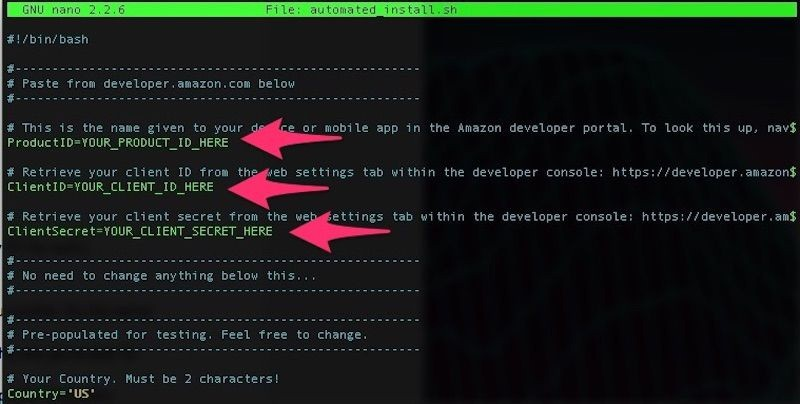 GNU nano 2.2.6 File: automated_install.sh
#!/bin/bash
#-------------------------------------------------------
# Paste from developer.amazon.com below
#-------------------------------------------------------
# This is the name given to your or mobile app in the Amazon developer portal. To look this up, nav$
ProductID=YOUR_PRODUCT_ID_HERE
# Retrieve your client ID from the web settings tab within the developer console: https://developer.amazon$
ClientID=YOUR_CLIENT_ID_HERE
# Retrieve your client secret from the web settings tab within the developer console: https://developer.am$
ClientSecret=YOUR_CLIENT_SECRET_HERE
#-------------------------------------------------------
# No need to change anything below this...
#-------------------------------------------------------
#-------------------------------------------------------
# Pre-populated for testing. Feel free to change.
#-------------------------------------------------------
# Your Country. Must be 2 characters!
Country='US'